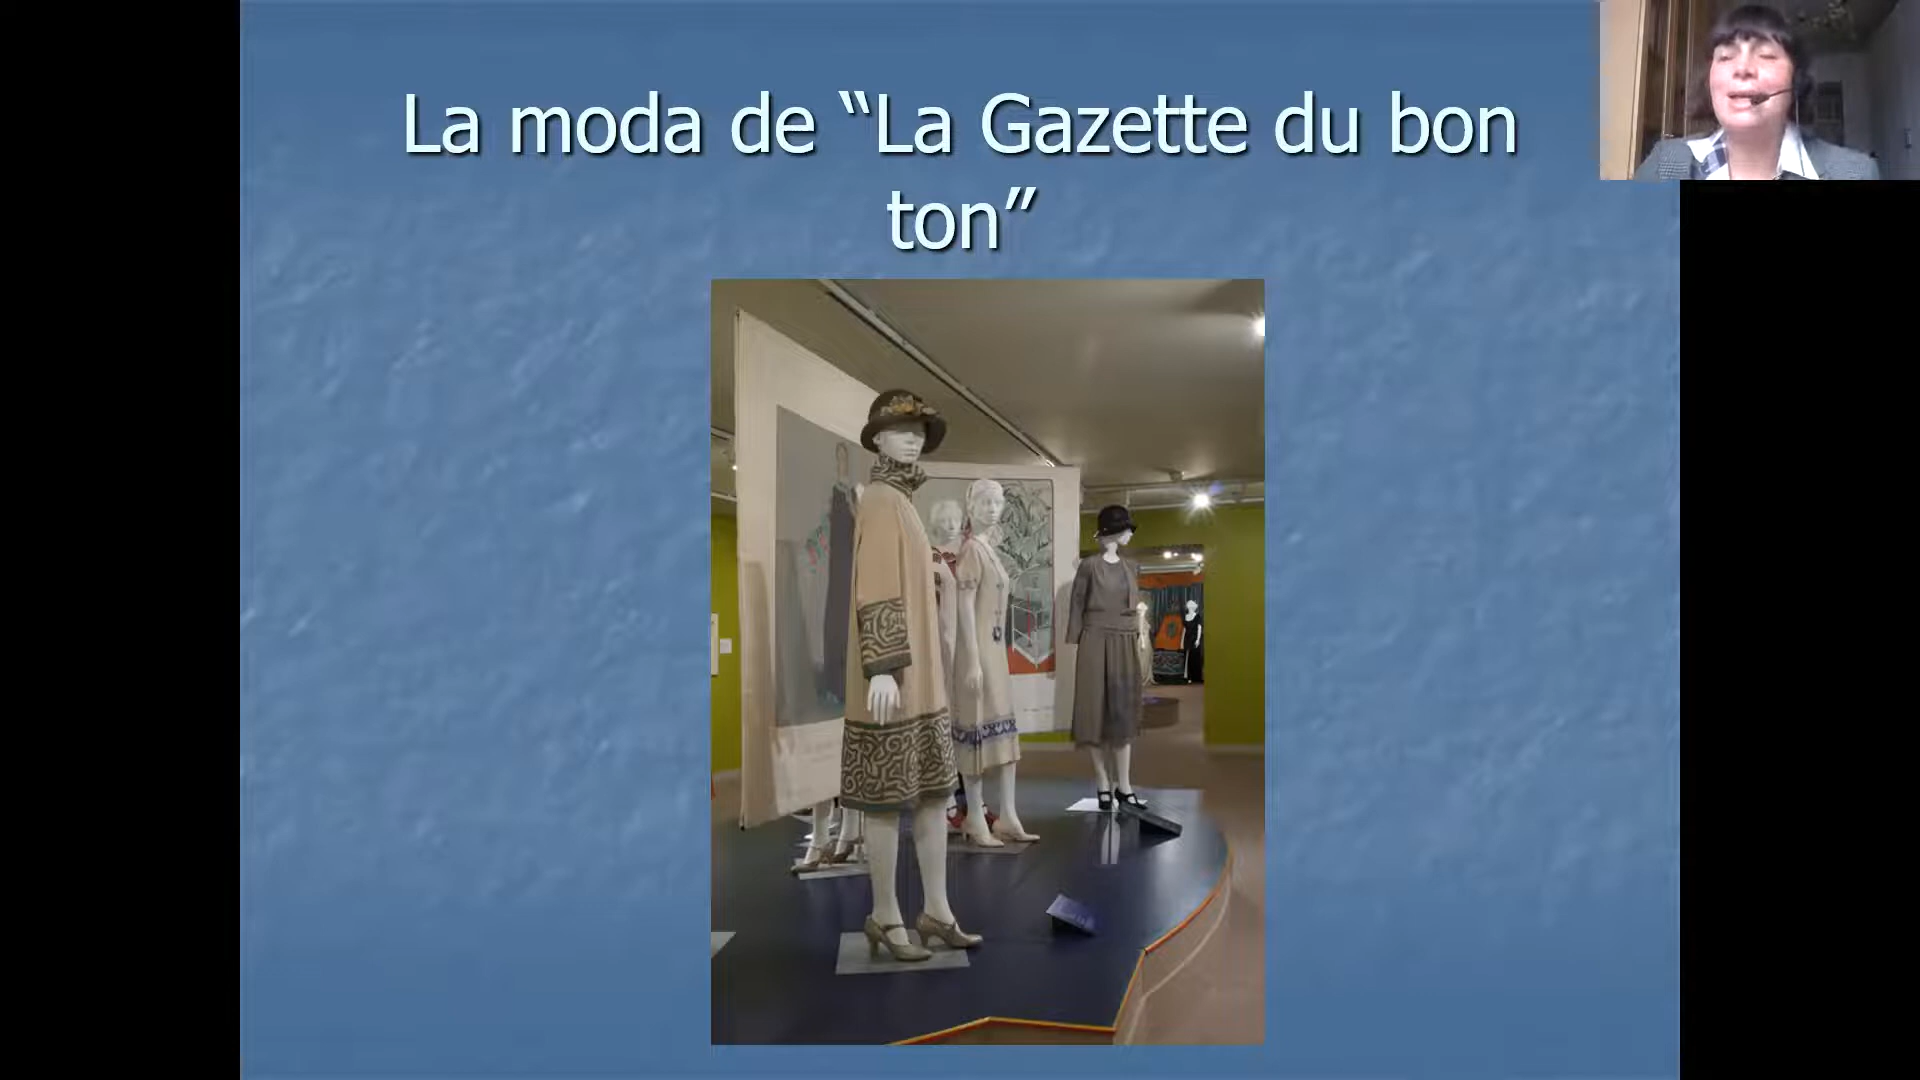 La moda de “La Gazette du bon
ton”